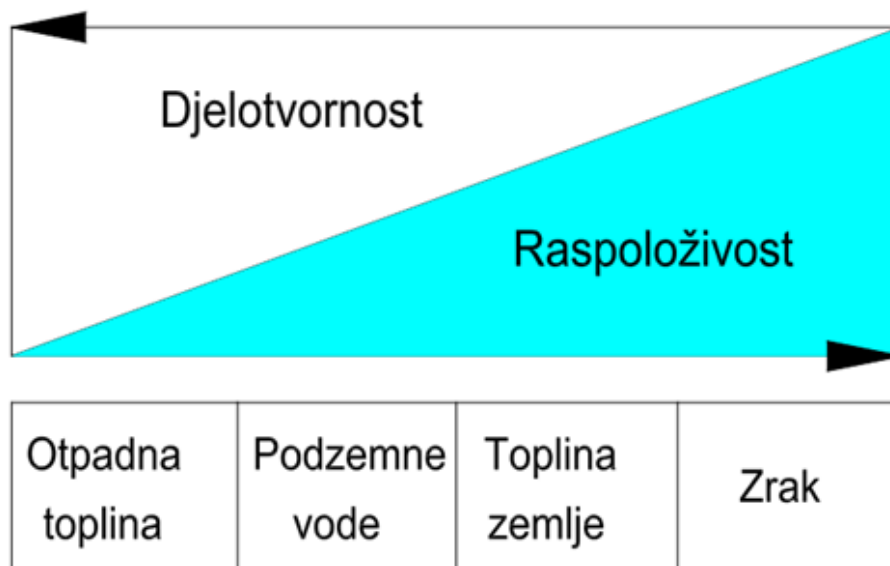 Djelotvornost
Raspoloživost
Otpadna
toplina
Podzemne
vode
Toplina
zemlje
Zrak